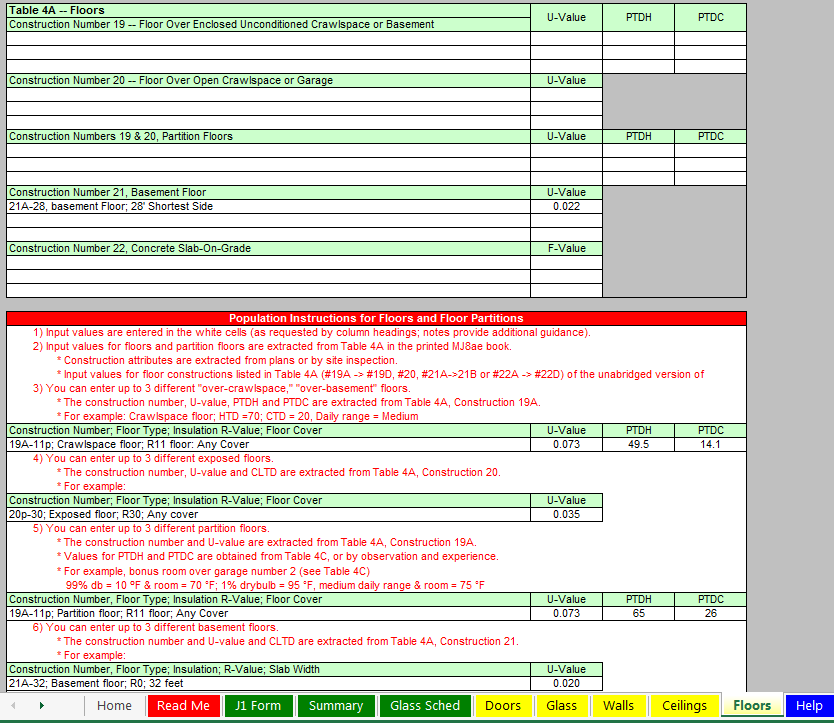 Table 4A -- Floors
U-Value PTDH PTDC
Construction Number 19 -- Floor Over Enclosed Unconditioned Crawlspace or Basement
Construction Number 20 -- Floor Over Open Crawlspace or Garage U-Value
Construction Numbers 19 & 20, Partition Floors U-Value PTDH PTDC
Construction Number 21, Basement Floor U-Value
21A-28, basement Floor; 28' Shortest Side 0.022
Construction Number 22, Concrete Slab-On-Grade F-Value
Population Instructions for Floors and Floor Partitions
1) Input values are entered in the white cells (as requested by column headings; notes provide additional guidance).
2) Input values for floors and partition floors are extracted from Table 4A in the printed MJ8ae book.
* Construction attributes are extracted from plans or by site inspection.
* Input values for floor constructions listed in Table 4A (#19A -> #19D, #20, #21A->21B or #22A -> #22D) of the unabridged version of
3) You can enter up to 3 different "over-crawlspace," "over-basement" floors.
* The construction number, U-value, PTDH and PTDC are extracted from Table 4A, Construction 19A.
* For example: Crawlspace floor; HTD =70; CTD = 20, Daily range = Medium
Construction Number; Floor Type; Insulation R-Value; Floor Cover U-Value PTDH PTDC
19A-11p; Crawlspace floor; R11 floor: Any Cover 0.073 49.5 14.1
4) You can enter up to 3 different exposed floors.
* The construction number, U-value and CLTD are extracted from Table 4A, Construction 20.
* For example:
Construction Number; Floor Type; Insulation R-Value; Floor Cover U-Value
20p-30; Exposed floor; R30; Any cover 0.035
5) You can enter up to 3 different partition floors.
* The construction number and U-value are extracted from Table 4A, Construction 19A.
* Values for PTDH and PTDC are obtained from Table 4C, or by observation and experience.
* For example, bonus room over garage number 2 (see Table 4C)
99% db = 10 ºF & room = 70 °F; 1% drybulb = 95 °F, medium daily range & room = 75 °F
Construction Number, Floor Type; Insulation R-Value; Floor Cover U-Value PTDH PTDC
19A-11p; Partition floor; R11 floor; Any Cover 0.073 65 26
6) You can enter up to 3 different basement floors.
* The construction number and U-value and CLTD are extracted from Table 4A, Construction 21.
* For example:
Construction Number, Floor Type; Insulation; R-Value; Slab Width U-Value
21A-32; Basement floor; R0; 32 feet 0.020
Home Read Me J1 Form Summary Glass Sched Doors Glass Walls Ceilings Floors Help